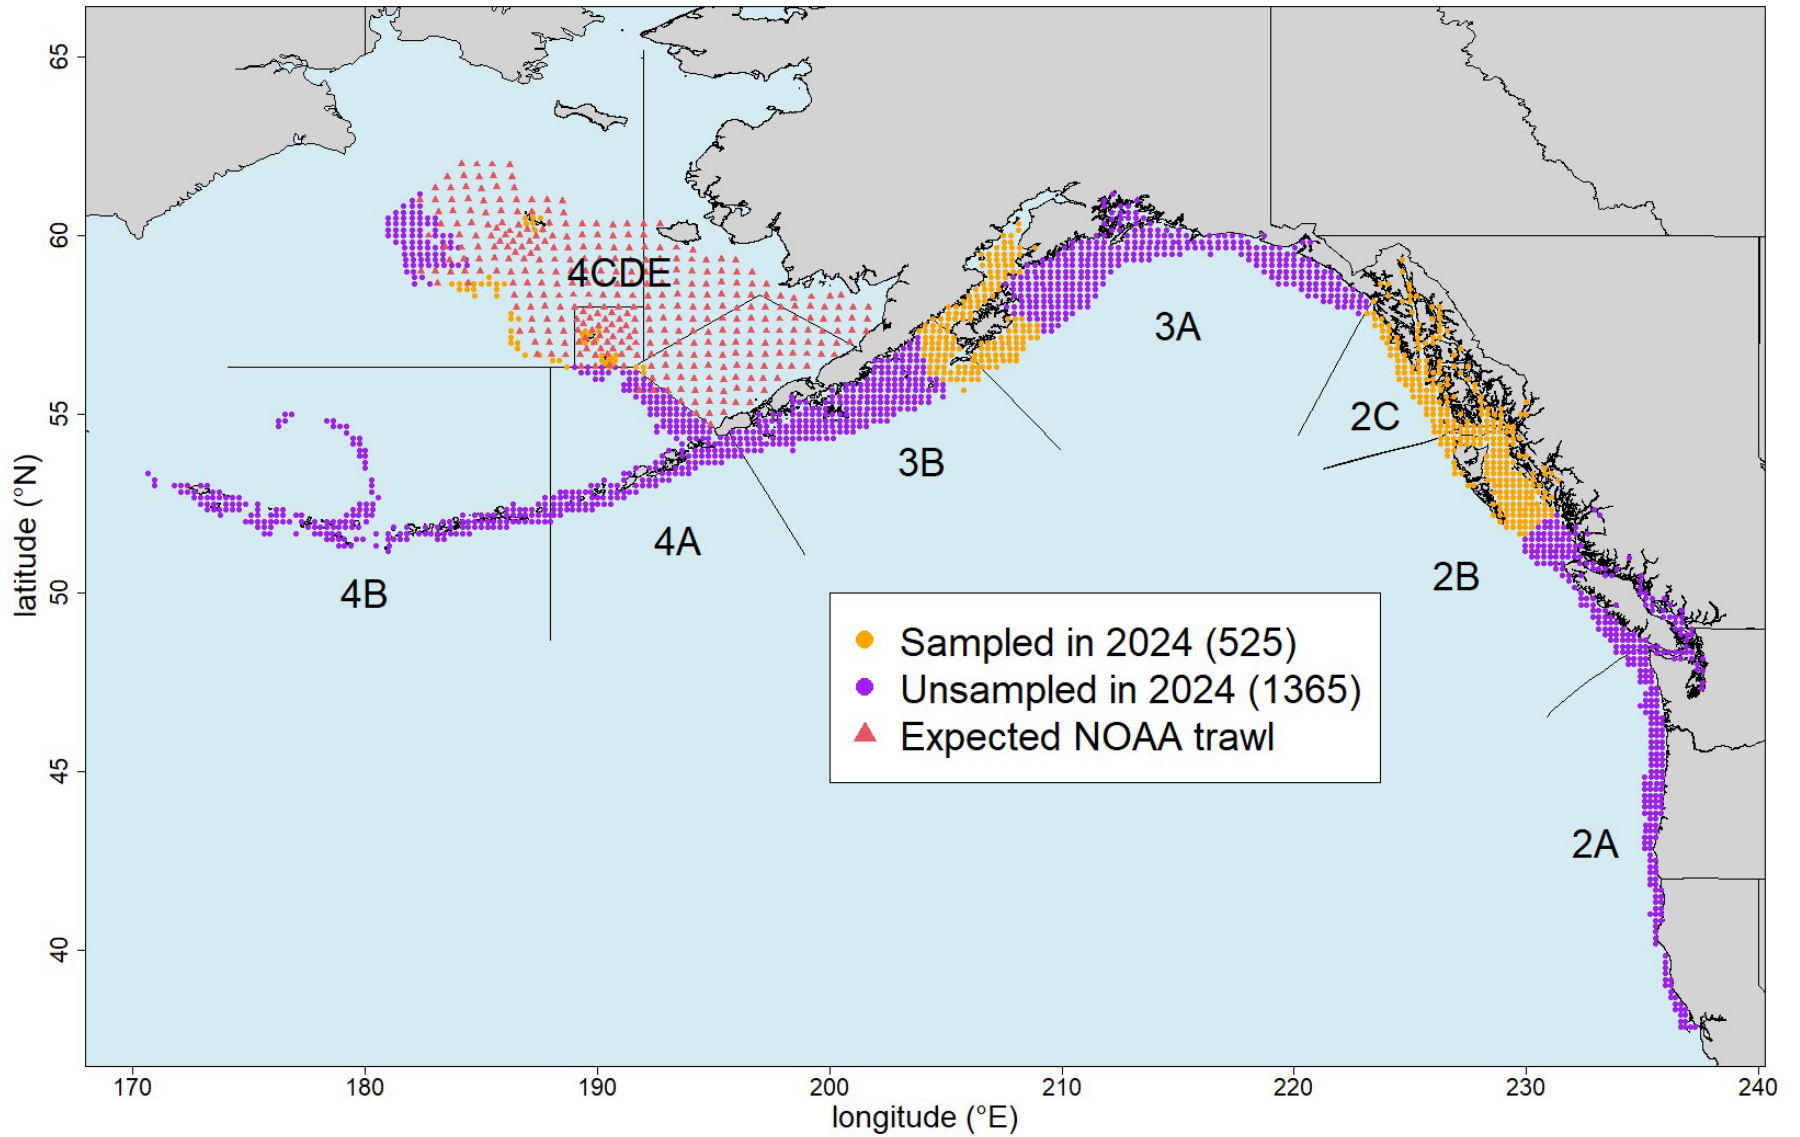 65
60
55
50
45
40
latitude (°N)
4CDE
3A
2C
3B
4A
2B
4B
Sampled in 2024 (525)
Unsampled in 2024 (1365)
Expected NOAA trawl
2A
170
180
190
200
210
220
230
240
longitude (°E)